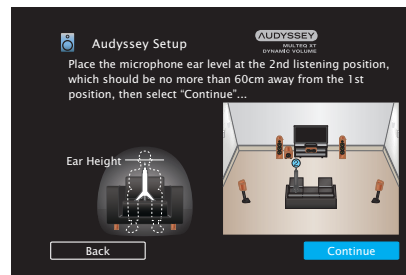 Audyssey Setup
AUDYSSEY
MULTEQ XT
DYNAMIC VOLUME
Place the microphone ear level at the 2nd listening position,
which should be no more than 60cm away from the 1st
position, then select “Continue”...
Ear Height
2
Back
Continue